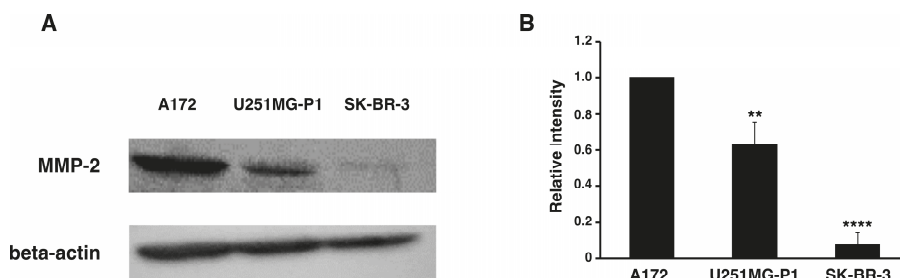 A
A172 U251MG-P1 SK-BR-3
MMP-2
beta-actin
B
Relative Intensity
1.2
1.0
0.8
0.6
0.4
0.2
0
**
****
A172 U251MG-P1 SK-BR-3